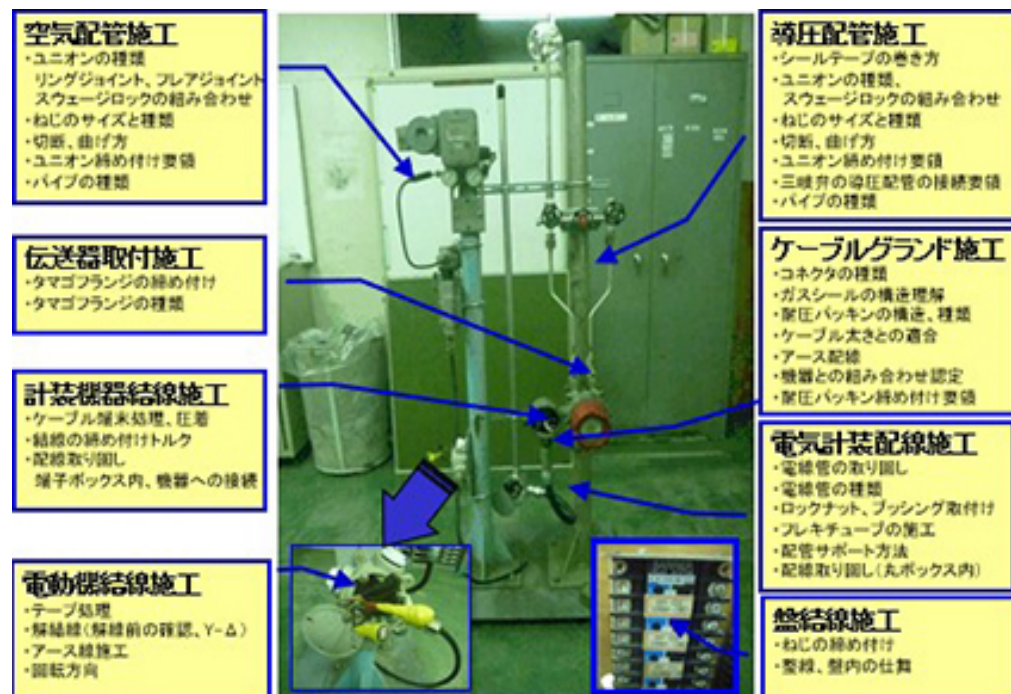 空気配管施工
・ユニオンの種類
リングジョイント、フレアジョイント
スウェージロックの組み合わせ
・ねじのサイズと種類
・切断、曲げ方
・ユニオン締め付け要領
・パイプの種類
伝送器取付施工
・タマゴフランジの締め付け
・タマゴフランジの種類
計装機器結線施工
・ケーブル端末処理、圧着
・結線の締め付けトルク
・配線取り回し
端子ボックス内、機器への接続
電動機結線施工
・テープ処理
・解結線(解線前の確認、Y-Δ)
・アース線施工
・回転方向
導圧配管施工
・シールテープの巻き方
・ユニオンの種類、
スウェージロックの組み合わせ
・ねじのサイズと種類
・切断、曲げ方
・ユニオン締め付け要領
・三岐弁の導圧配管の接続要領
・パイプの種類
ケーブルグランド施工
・コネクタの種類
・ガスシールの構造理解
・耐圧パッキンの構造、種類
・ケーブル太さとの適合
・アース配線
・機器との組み合わせ認定
・耐圧パッキン締め付け要領
電気計装配線施工
・電線管の取り回し
・電線管の種類
・ロックナット、ブッシング取付け
・フレキチューブの施工
・配管サポート方法
・配線取り回し(丸ボックス内)
盤結線施工
・ねじの締め付け
・整線、盤内の仕舞